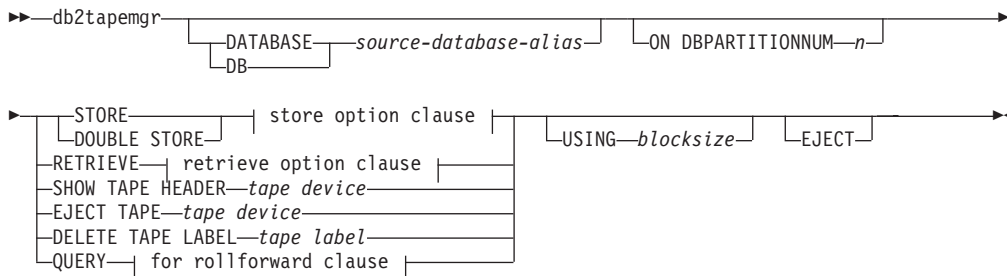 db2tapemgr
DATABASE source-database-alias ON DBPARTITIONNUM n
DB
STORE store option clause
DOUBLE STORE USING blocksize EJECT
RETRIEVE retrieve option clause
SHOW TAPE HEADER tape device
EJECT TAPE tape device
DELETE TAPE LABEL tape label
QUERY for rollforward clause